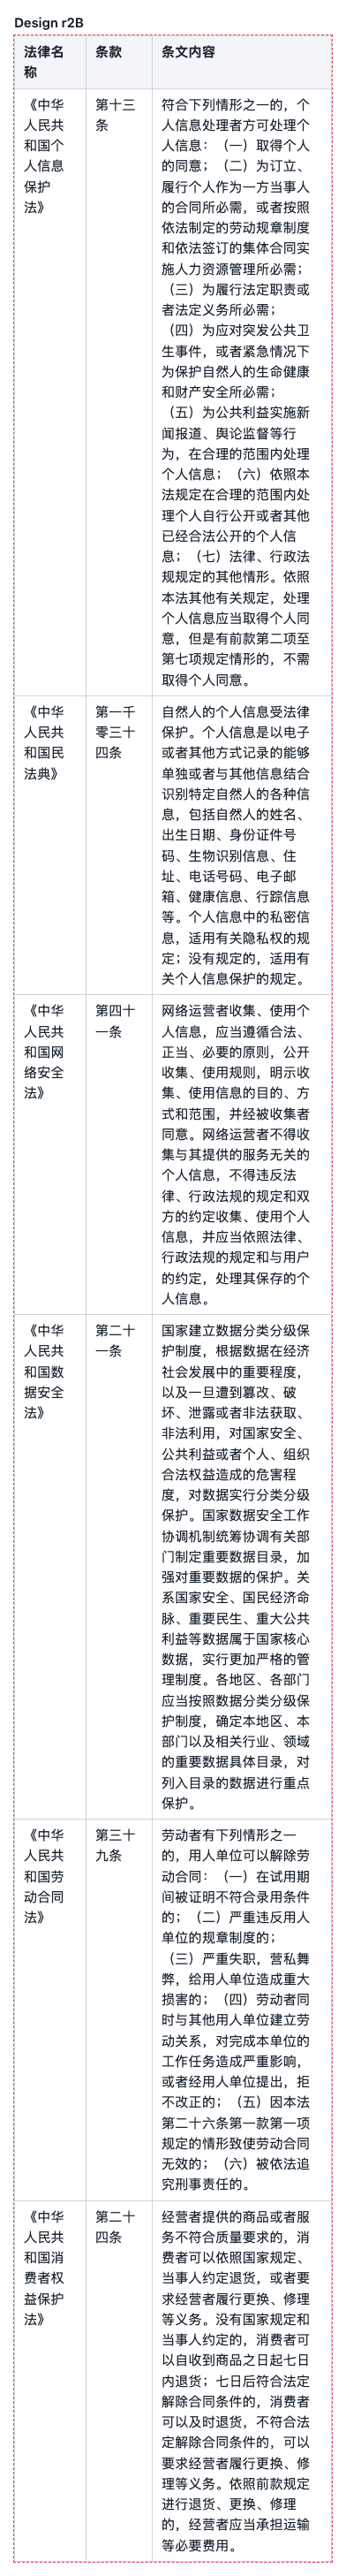 Design r2B
法律名称 条款 条文内容
《中华人民共和国个人信息保护法》
第十三条
符合下列情形之一的，个
人信息处理者方可处理个
人信息：（一）取得个人
的同意；（二）为订立、
履行个人作为一方当事人
的合同所必需，或者按照
依法制定的劳动规章制度
和依法签订的集体合同实
施人力资源管理所必需；
（三）为履行法定职责或
者法定义务所必需；
（四）为应对突发公共卫
生事件，或者紧急情况下
为保护自然人的生命健康
和财产安全所必需；
（五）为公共利益实施新
闻报道、舆论监督等行
为，在合理的范围内处理
个人信息；（六）依照本
法规定在合理的范围内处
理个人自行公开或者其他
已经合法公开的个人信
息；（七）法律、行政法
规规定的其他情形。依照
本法其他有关规定，处理
个人信息应当取得个人同
意，但是有前款第二项至
第七项规定情形的，不需
取得个人同意。
《中华人民共和国民法典》
第一千零三十四条
自然人的个人信息受法律
保护。个人信息是以电子
或者其他方式记录的能够
单独或者与其他信息结合
识别特定自然人的各种信
息，包括自然人的姓名、
出生日期、身份证件号
码、生物识别信息、住
址、电话号码、电子邮
箱、健康信息、行踪信息
等。个人信息中的私密信
息，适用有关隐私权的规
定；没有规定的，适用有
关个人信息保护的规定。
《中华人民共和国网络安全法》
第四十一条
网络运营者收集、使用个
人信息，应当遵循合法、
正当、必要的原则，公开
收集、使用规则，明示收
集、使用信息的目的、方
式和范围，并经被收集者
同意。网络运营者不得收
集与其提供的服务无关的
个人信息，不得违反法
律、行政法规的规定和双
方的约定收集、使用个人
信息，并应当依照法律、
行政法规的规定和与用户
的约定，处理其保存的个
人信息。
《中华人民共和国数据安全法》
第二十一条
国家建立数据分类分级保
护制度，根据数据在经济
社会发展中的重要程度，
以及一旦遭到篡改、破
坏、泄露或者非法获取、
非法利用，对国家安全、
公共利益或者个人、组织
合法权益造成的危害程
度，对数据实行分类分级
保护。国家数据安全工作
协调机制统筹协调有关部
门制定重要数据目录，加
强对重要数据的保护。关
系国家安全、国民经济命
脉、重要民生、重大公共
利益等数据属于国家核心
数据，实行更加严格的管
理制度。各地区、各部门
应当按照数据分类分级保
护制度，确定本地区、本
部门以及相关行业、领域
的重要数据具体目录，对
列入目录的数据进行重点
保护。
《中华人民共和国劳动合同法》
第三十九条
劳动者有下列情形之一
的，用人单位可以解除劳
动合同：（一）在试用期
间被证明不符合录用条件
的；（二）严重违反用人
单位的规章制度的；
（三）严重失职，营私舞
弊，给用人单位造成重大
损害的；（四）劳动者同
时与其他用人单位建立劳
动关系，对完成本单位的
工作任务造成严重影响，
或者经用人单位提出，拒
不改正的；（五）因本法
第二十六条第一款第一项
规定的情形致使劳动合同
无效的；（六）被依法追
究刑事责任的。
《中华人民共和国消费者权益保护法》
第二十四条
经营者提供的商品或者服
务不符合质量要求的，消
费者可以依照国家规定、
当事人约定退货，或者要
求经营者履行更换、修理
等义务。没有国家规定和
当事人约定的，消费者可
以自收到商品之日起七日
内退货；七日后符合法定
解除合同条件的，消费者
可以及时退货，不符合法
定解除合同条件的，可以
要求经营者履行更换、修
理等义务。依照前款规定
进行退货、更换、修理
的，经营者应当承担运输
等必要费用。